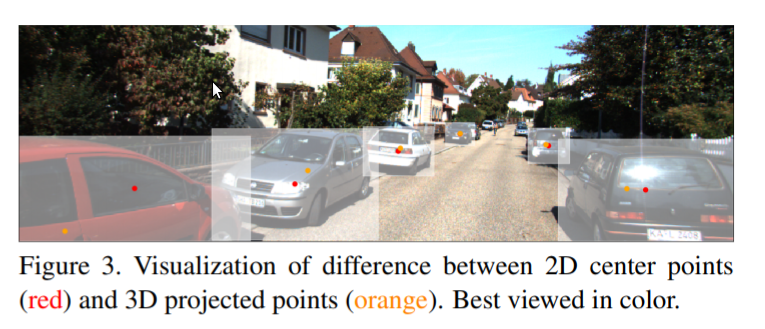 Figure 3. Visualization of difference between 2D center points
(red) and 3D projected points (orange). Best viewed in color.